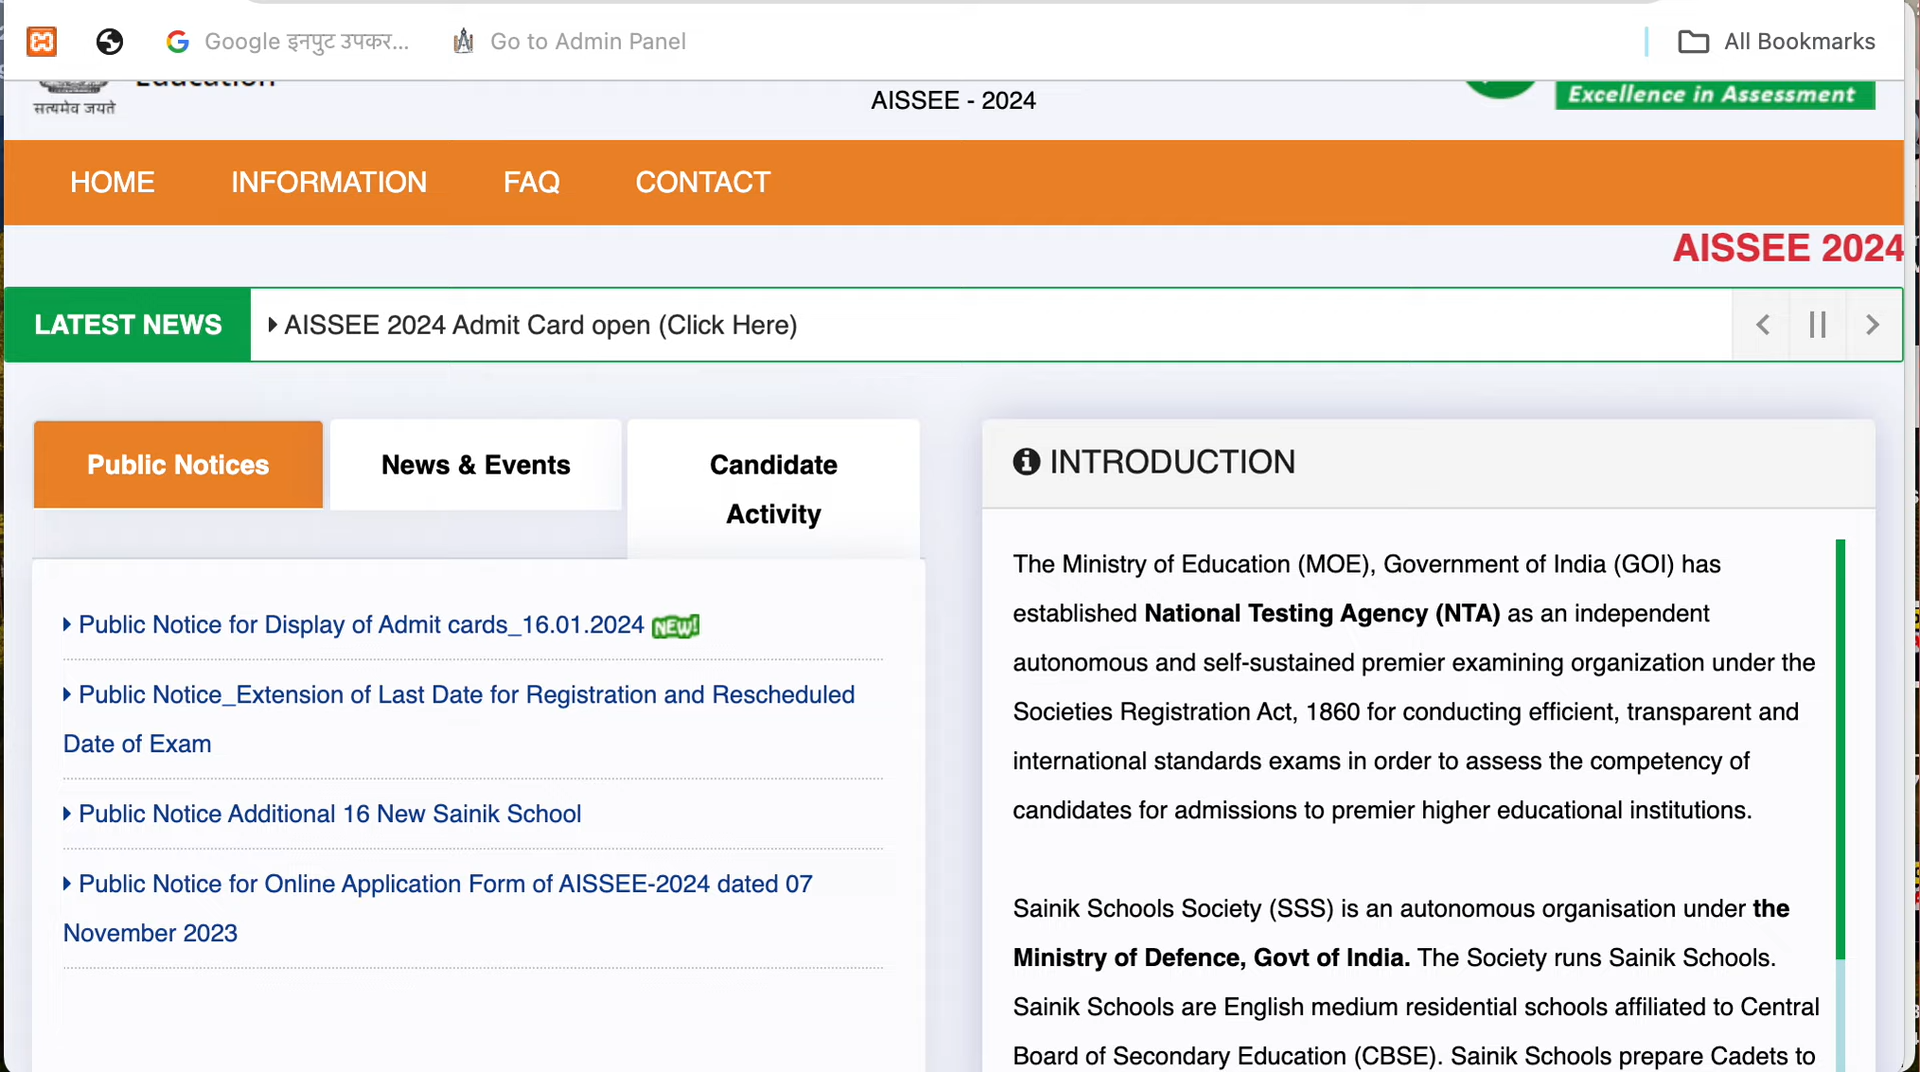 Google इनपुट उपकर...
Go to Admin Panel
All Bookmarks
Education
सत्यमेव जयते
AISSEE - 2024
Excellence in Assessment
HOME
INFORMATION
FAQ
CONTACT
AISSEE 2024
LATEST NEWS
AISSEE 2024 Admit Card open (Click Here)
Public Notices
News & Events
Candidate
Activity
Public Notice for Display of Admit cards_16.01.2024 NEW!
Public Notice_Extension of Last Date for Registration and Rescheduled
Date of Exam
Public Notice Additional 16 New Sainik School
Public Notice for Online Application Form of AISSEE-2024 dated 07
November 2023
INTRODUCTION
The Ministry of Education (MOE), Government of India (GOI) has
established National Testing Agency (NTA) as an independent
autonomous and self-sustained premier examining organization under the
Societies Registration Act, 1860 for conducting efficient, transparent and
international standards exams in order to assess the competency of
candidates for admissions to premier higher educational institutions.
Sainik Schools Society (SSS) is an autonomous organisation under the
Ministry of Defence, Govt of India. The Society runs Sainik Schools.
Sainik Schools are English medium residential schools affiliated to Central
Board of Secondary Education (CBSE). Sainik Schools prepare Cadets to